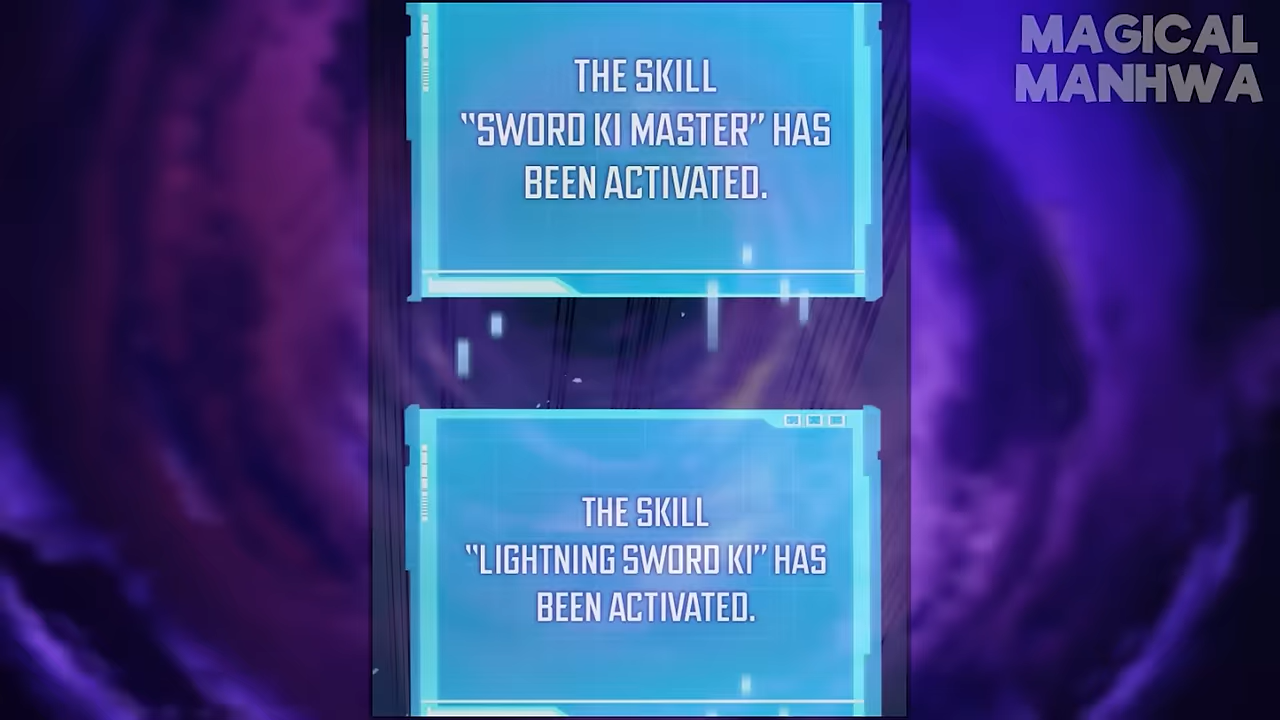 MAGICAL
MANHWA
THE SKILL
“SWORD KI MASTER” HAS
BEEN ACTIVATED.
THE SKILL
“LIGHTNING SWORD KI” HAS
BEEN ACTIVATED.